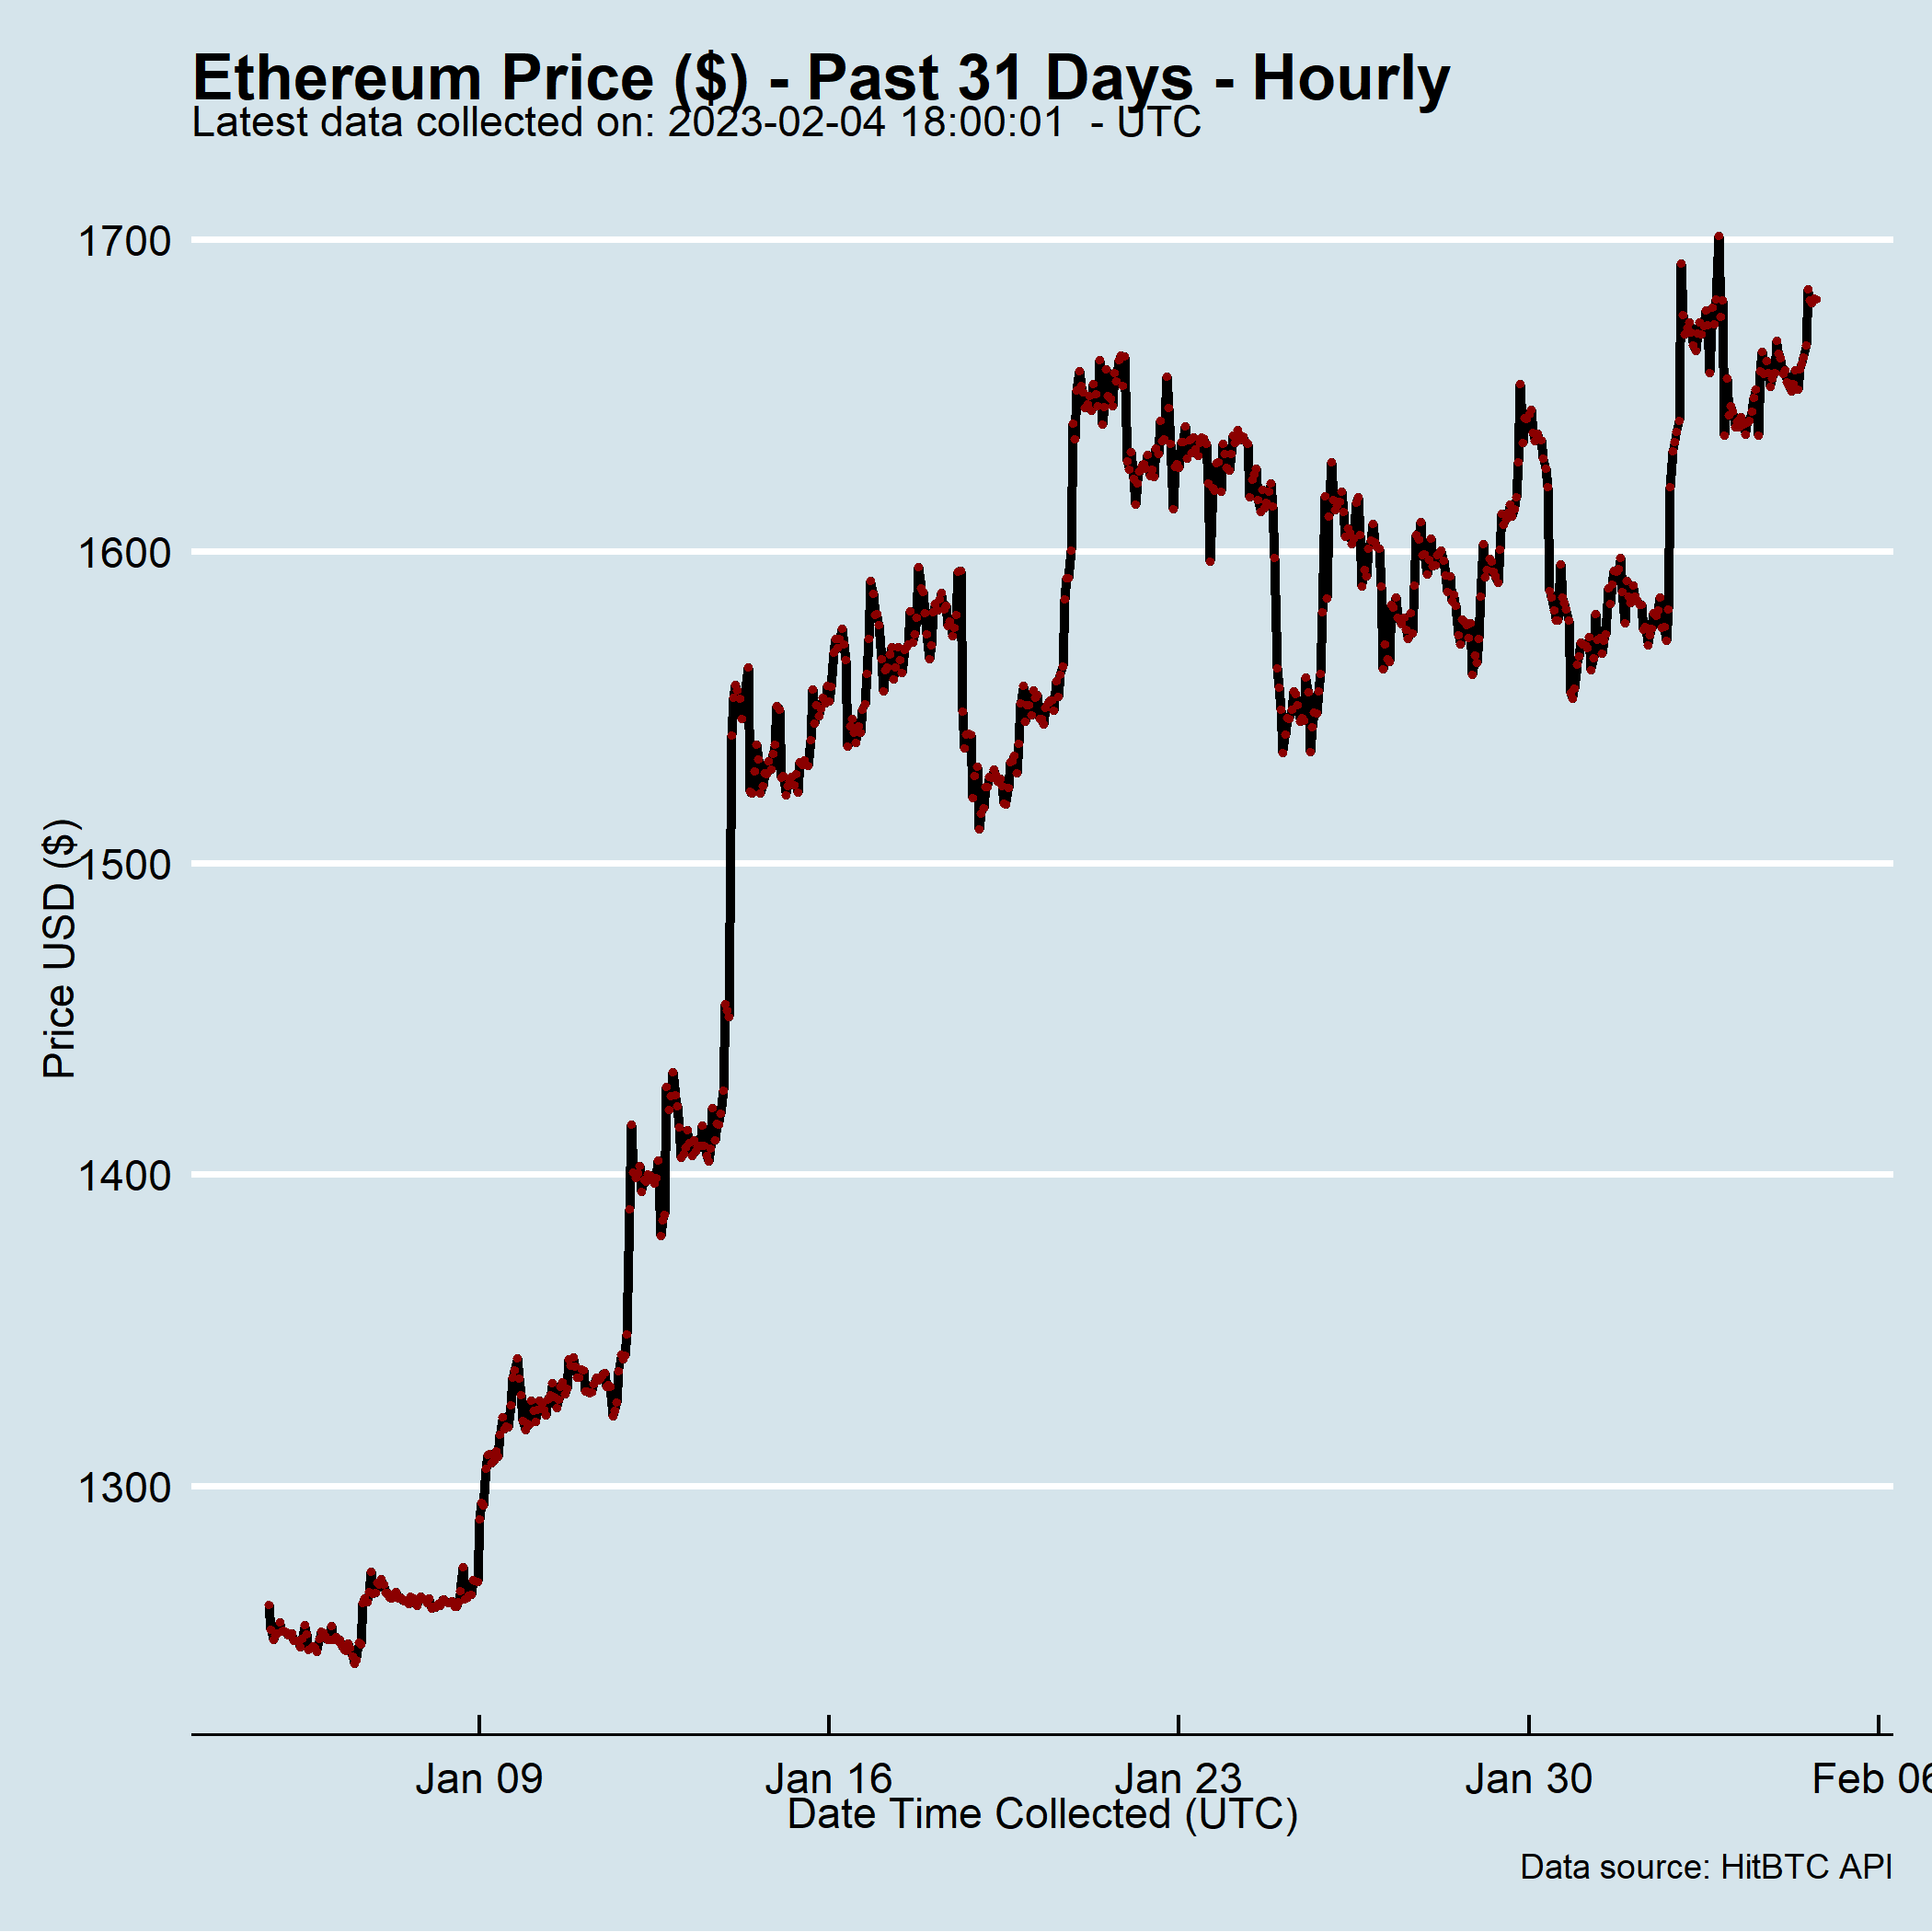 Ethereum Price ($) - Past 31 Days - Hourly
Latest data collected on: 2023-02-04 18:00:01  - UTC
1700
1600
1500
1400
1300
Price USD ($)
Jan 09
Jan 16
Jan 23
Jan 30
Feb 06
Date Time Collected (UTC)
Data source: HitBTC API